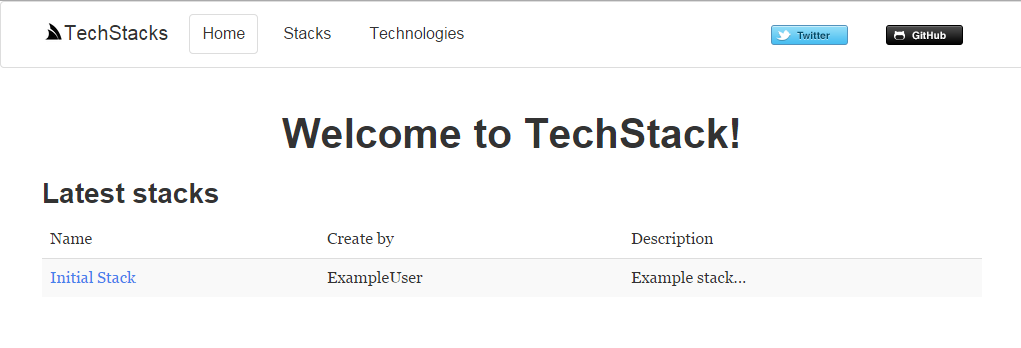 TechStacks Home Stacks Technologies Twitter GitHub
Welcome to TechStack!
Latest stacks
Name Create by Description
Initial Stack ExampleUser Example stack...